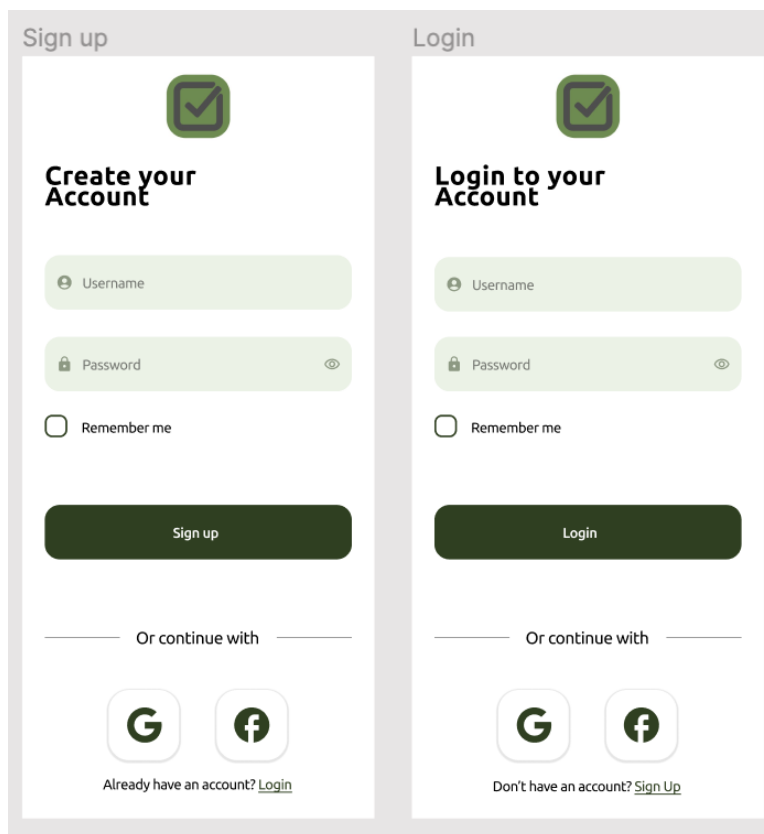 Sign up
Create your
Account
Username
Password
Remember me
Sign up
Or continue with
Already have an account? Login
Login
Login to your
Account
Username
Password
Remember me
Login
Or continue with
Don't have an account? Sign Up